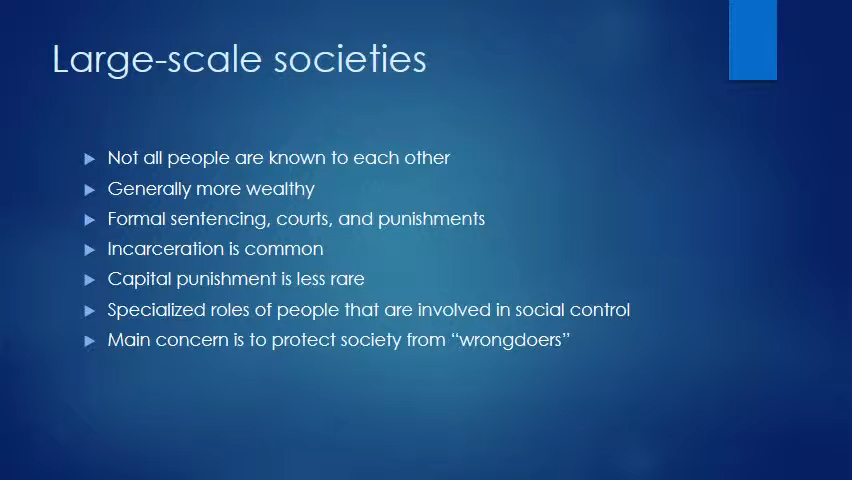 Large-scale societies
Not all people are known to each other
Generally more wealthy
Formal sentencing, courts, and punishments
Incarceration is common
Capital punishment is less rare
Specialized roles of people that are involved in social control
Main concern is to protect society from “wrongdoers”